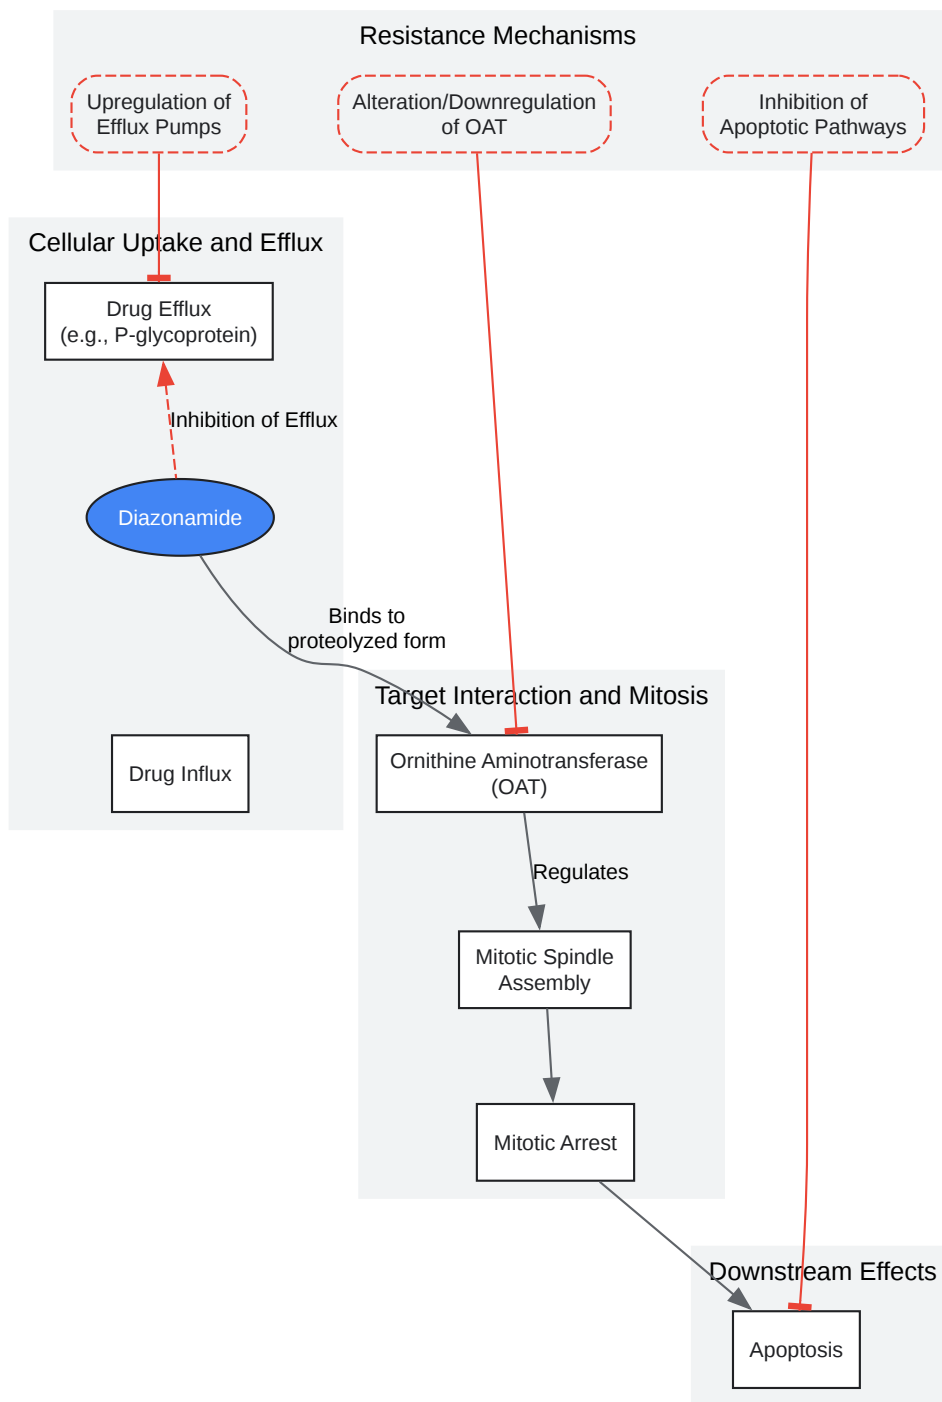 Resistance Mechanisms
Upregulation of
Efflux Pumps
Alteration/Downregulation
of OAT
Inhibition of
Apoptotic Pathways
Cellular Uptake and Efflux
Drug Efflux
(e.g., P-glycoprotein)
Inhibition of Efflux
Diazonamide
Binds to
proteolyzed form
Target Interaction and Mitosis
Drug Influx
Ornithine Aminotransferase
(OAT)
Regulates
Mitotic Spindle
Assembly
Mitotic Arrest
Downstream Effects
Apoptosis